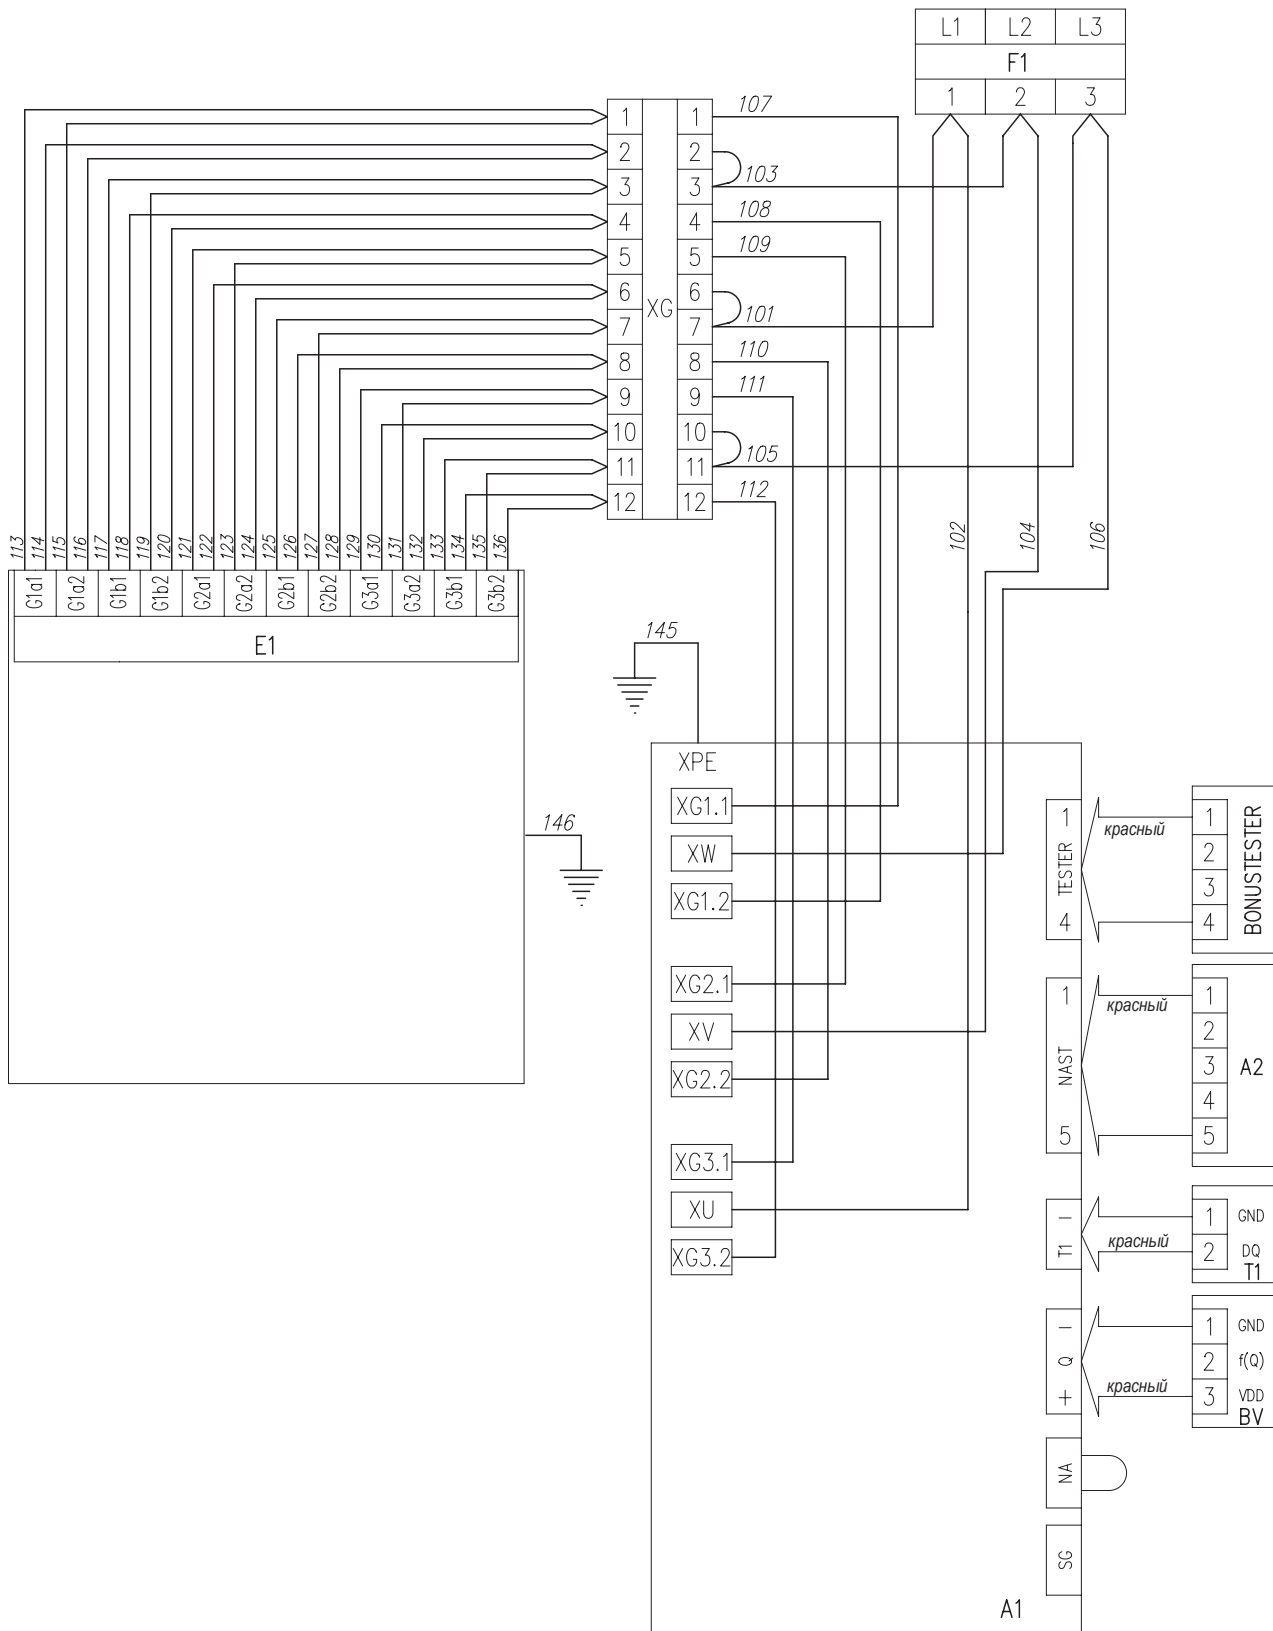 L1 L2 L3
F1
1 2 3
1 1 107
2 2
3 3 103
4 4 108
5 5 109
6 6
XG
7 7 101
8 8 110
9 9 111
10 10
11 11 105
12 12 112
102 104 106
113 114 115 116 117 118 119 120 121 122 123 124 125 126 127 128 129 130 131 132 133 134 135 136
G1a1 G1a2 G1b1 G1b2 G2a1 G2a2 G2b1 G2b2 G3a1 G3a2 G3b1 G3b2
E1
145
146
XPE
XG1.1
XW
XG1.2
XG2.1
XV
XG2.2
XG3.1
XU
XG3.2
1 TESTER 4
красный
1
2
3
4
BONUSTESTER
1 NAST 5
красный
1
2
3
4
5
A2
− T1
красный
1 GND
2 DQ
T1
− Q +
красный
1 GND
2 f(Q)
3 VDD
BV
NA
SG
A1